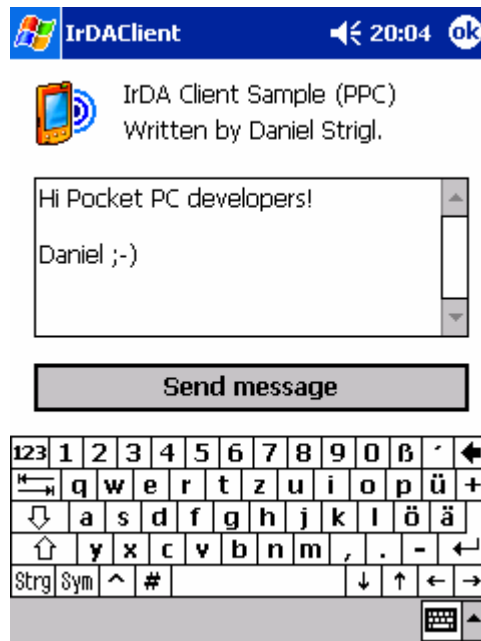 IrDAClient 20:04 ok
IrDA Client Sample (PPC)
Written by Daniel Strigl.
Hi Pocket PC developers!
Daniel ;-)
Send message
123 1 2 3 4 5 6 7 8 9 0 ß ´
q w e r t z u i o p ü +
a s d f g h j k l ö ä
y x c v b n m , . -
Strg Sym ^ # ↓ ↑ ← →